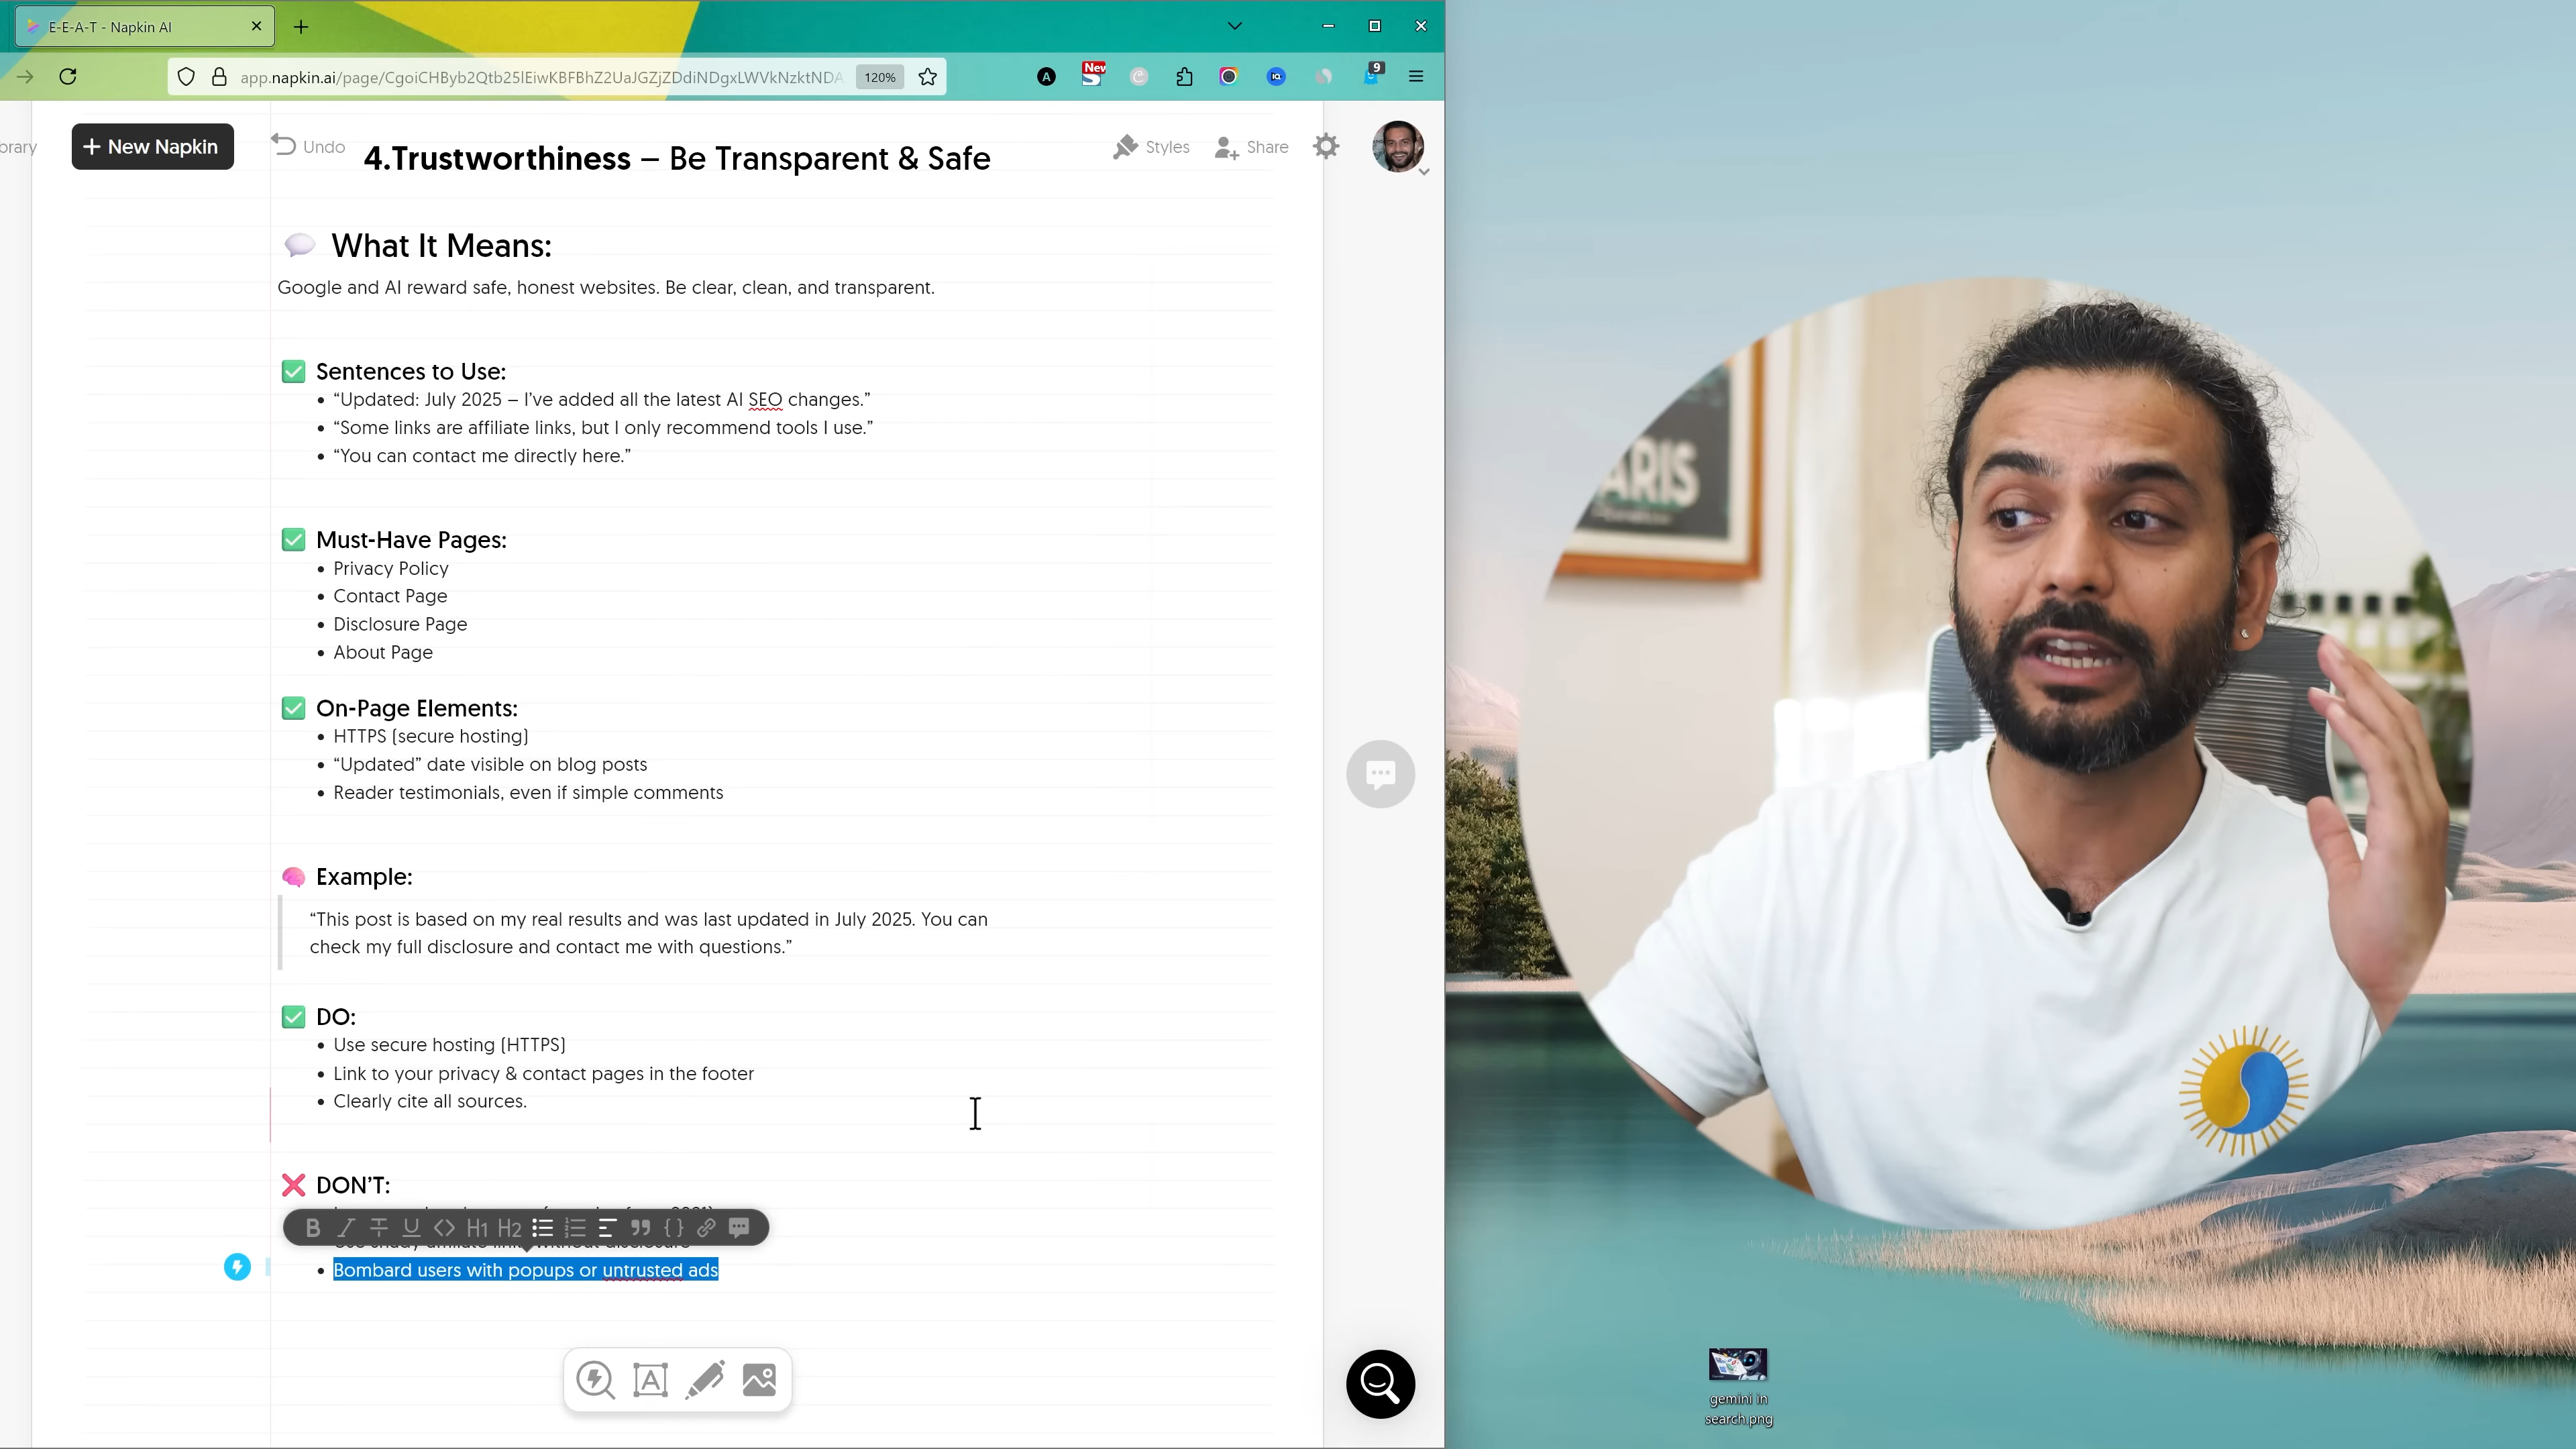 E-E-A-T - Napkin AI
New
9
app.napkin.ai/page/CgoiCHByb2Qtb25lEiwKBFBhZ2UaJGZjZDdiNDgxLWVkNzktNDA
120%
brary
New Napkin
Undo
4.Trustworthiness – Be Transparent & Safe
Styles
Share
What It Means:
Google and AI reward safe, honest websites. Be clear, clean, and transparent.
Sentences to Use:
• “Updated: July 2025 – I’ve added all the latest AI SEO changes.”
• “Some links are affiliate links, but I only recommend tools I use.”
• “You can contact me directly here.”
Must-Have Pages:
• Privacy Policy
• Contact Page
• Disclosure Page
• About Page
On-Page Elements:
• HTTPS (secure hosting)
• “Updated” date visible on blog posts
• Reader testimonials, even if simple comments
Example:
“This post is based on my real results and was last updated in July 2025. You can
check my full disclosure and contact me with questions.”
DO:
• Use secure hosting (HTTPS)
• Link to your privacy & contact pages in the footer
• Clearly cite all sources.
DON’T:
B I T U <> H1 H2
• Bombard users with popups or untrusted ads
A
ARIS
gemini in
search.png